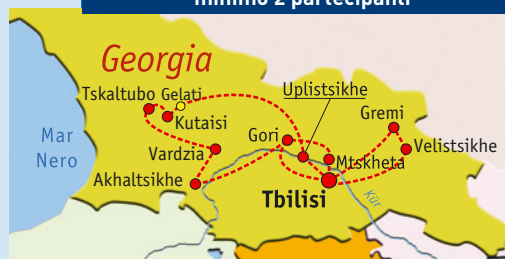 minimo 2 partecipanti
Georgia
Tskaltubo
Gelati
Uplistsikhe
Kutaisi
Gremi
Mar
Nero
Gori
Vardzia
Mtskheta
Velistsikhe
Akhaltsikhe
Tbilisi
Kür